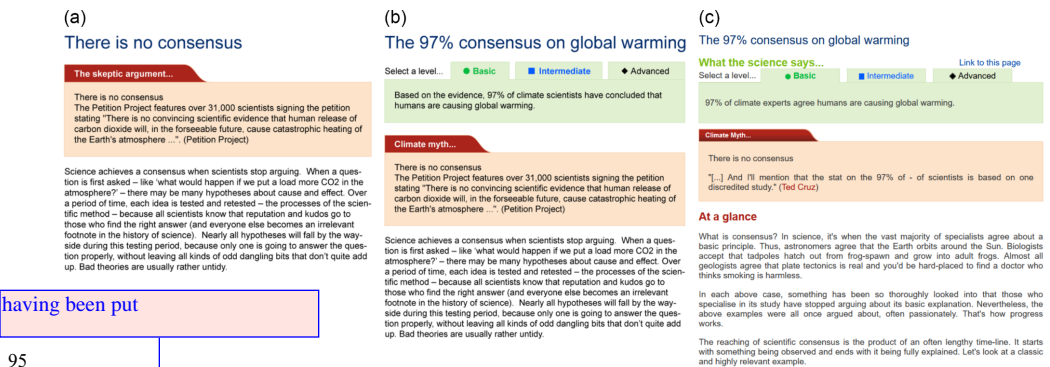 (a)
There is no consensus
The skeptic argument...
There is no consensus
The Petition Project features over 31,000 scientists signing the petition
stating "There is no convincing scientific evidence that human release of
carbon dioxide will, in the forseeable future, cause catastrophic heating of
the Earth's atmosphere ...". (Petition Project)
Science achieves a consensus when scientists stop arguing. When a ques-
tion is first asked – like 'what would happen if we put a load more CO2 in the
atmosphere?' – there may be many hypotheses about cause and effect. Over
a period of time, each idea is tested and retested – the processes of the scien-
tific method – because all scientists know that reputation and kudos go to
those who find the right answer (and everyone else becomes an irrelevant
footnote in the history of science). Nearly all hypotheses will fall by the way-
side during this testing period, because only one is going to answer the ques-
tion properly, without leaving all kinds of odd dangling bits that don't quite add
up. Bad theories are usually rather untidy.
having been put
95
(b)
The 97% consensus on global warming
Select a level... Basic Intermediate Advanced
Based on the evidence, 97% of climate scientists have concluded that
humans are causing global warming.
Climate myth...
There is no consensus
The Petition Project features over 31,000 scientists signing the petition
stating "There is no convincing scientific evidence that human release of
carbon dioxide will, in the forseeable future, cause catastrophic heating of
the Earth's atmosphere ...". (Petition Project)
Science achieves a consensus when scientists stop arguing. When a ques-
tion is first asked – like 'what would happen if we put a load more CO2 in the
atmosphere?' – there may be many hypotheses about cause and effect. Over
a period of time, each idea is tested and retested – the processes of the scien-
tific method – because all scientists know that reputation and kudos go to
those who find the right answer (and everyone else becomes an irrelevant
footnote in the history of science). Nearly all hypotheses will fall by the way-
side during this testing period, because only one is going to answer the ques-
tion properly, without leaving all kinds of odd dangling bits that don't quite add
up. Bad theories are usually rather untidy.
(c)
The 97% consensus on global warming
What the science says... Link to this page
Select a level... Basic Intermediate Advanced
97% of climate experts agree humans are causing global warming.
Climate Myth...
There is no consensus
"[...] And I'll mention that the stat on the 97% of - of scientists is based on one
discredited study." (Ted Cruz)
At a glance
What is consensus? In science, it's when the vast majority of specialists agree about a
basic principle. Thus, astronomers agree that the Earth orbits around the Sun. Biologists
accept that tadpoles hatch out from frog-spawn and grow into adult frogs. Almost all
geologists agree that plate tectonics is real and you'd be hard-placed to find a doctor who
thinks smoking is harmless.
In each above case, something has been so thoroughly looked into that those who
specialise in its study have stopped arguing about its basic explanation. Nevertheless, the
above examples were all once argued about, often passionately. That's how progress
works.
The reaching of scientific consensus is the product of an often lengthy time-line. It starts
with something being observed and ends with it being fully explained. Let's look at a classic
and highly relevant example.